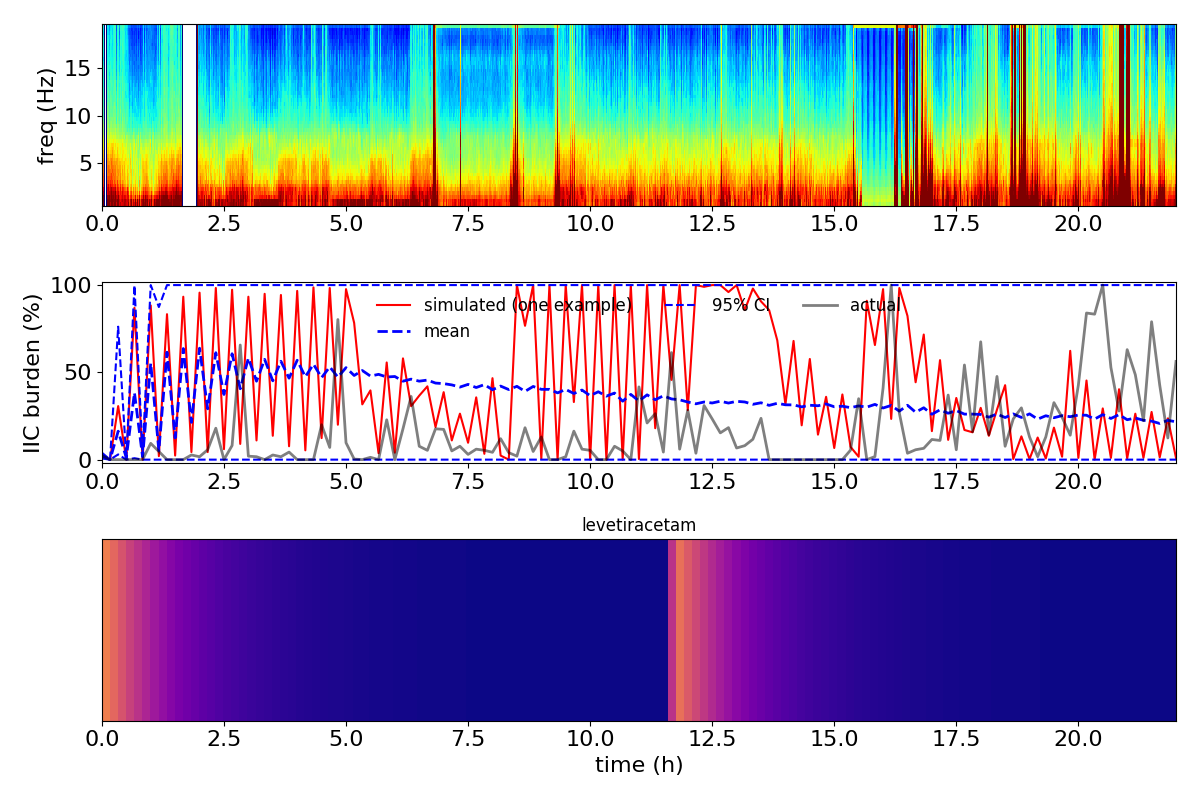 freq (Hz)
15
10
5
0.0 2.5 5.0 7.5 10.0 12.5 15.0 17.5 20.0
IIC burden (%)
100
50
0
simulated (one example) 95% CI actual
mean
0.0 2.5 5.0 7.5 10.0 12.5 15.0 17.5 20.0
levetiracetam
0.0 2.5 5.0 7.5 10.0 12.5 15.0 17.5 20.0
time (h)